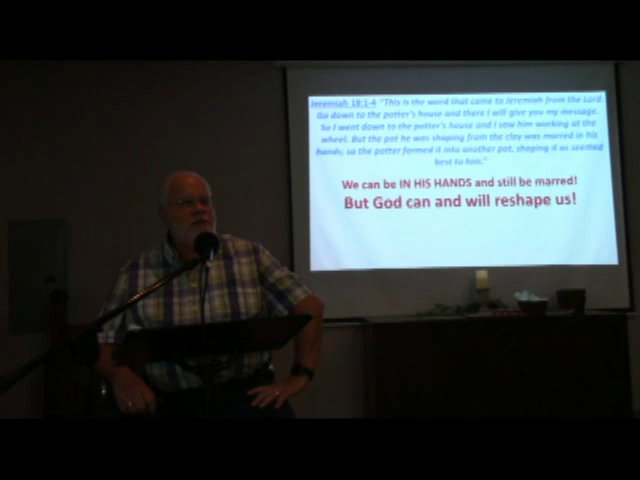 Jeremiah 18:1-4 "This is the word that came to Jeremiah from the Lord.
Go down to the potter's house and there I will give you my message.
So I went down to the potter's house and I saw him working at the
wheel. But the pot he was shaping from the clay was marred in his
hands; so the potter formed it into another pot, shaping it as seemed
best to him."
We can be IN HIS HANDS and still be marred!
But God can and will reshape us!